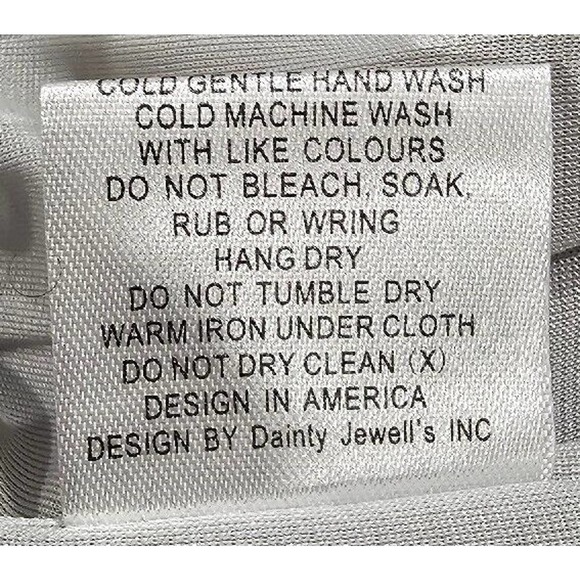 COLD GENTLE HAND WASH
COLD MACHINE WASH
WITH LIKE COLOURS
DO NOT BLEACH, SOAK,
RUB OR WRING
HANG DRY
DO NOT TUMBLE DRY
WARM IRON UNDER CLOTH
DO NOT DRY CLEAN (X)
DESIGN IN AMERICA
DESIGN BY Dainty Jewell's INC